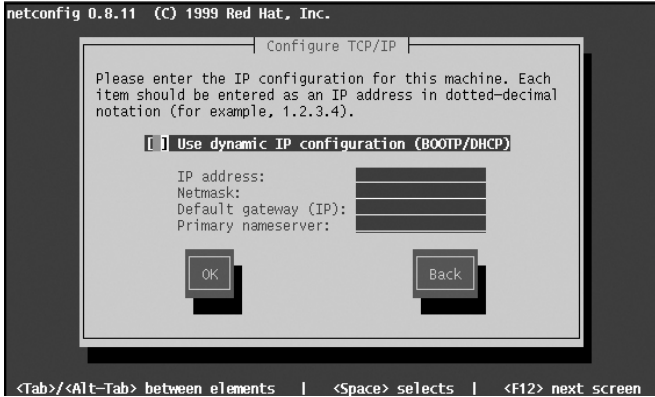 netconfig 0.8.11 (C) 1999 Red Hat, Inc.
Configure TCP/IP
Please enter the IP configuration for this machine. Each
item should be entered as an IP address in dotted-decimal
notation (for example, 1.2.3.4).
[ ] Use dynamic IP configuration (BOOTP/DHCP)
IP address:
Netmask:
Default gateway (IP):
Primary nameserver:
OK Back
<Tab>/<Alt-Tab> between elements | <Space> selects | <F12> next screen